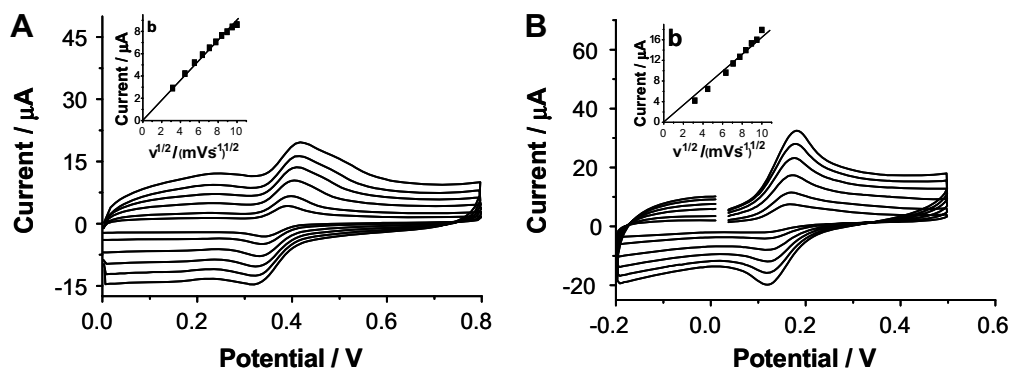 A
45
30
15
0
-15
Current / μA
0.0 0.2 0.4 0.6 0.8
Potential / V
b
8
6
4
2
0
Current / μA
0 2 4 6 8 10
v1/2 / (mVs-1)1/2
B
60
40
20
0
-20
Current / μA
-0.2 0.0 0.2 0.4 0.6
Potential / V
b
16
12
8
4
0
Current / μA
0 2 4 6 8 10
v1/2 / (mVs-1)1/2